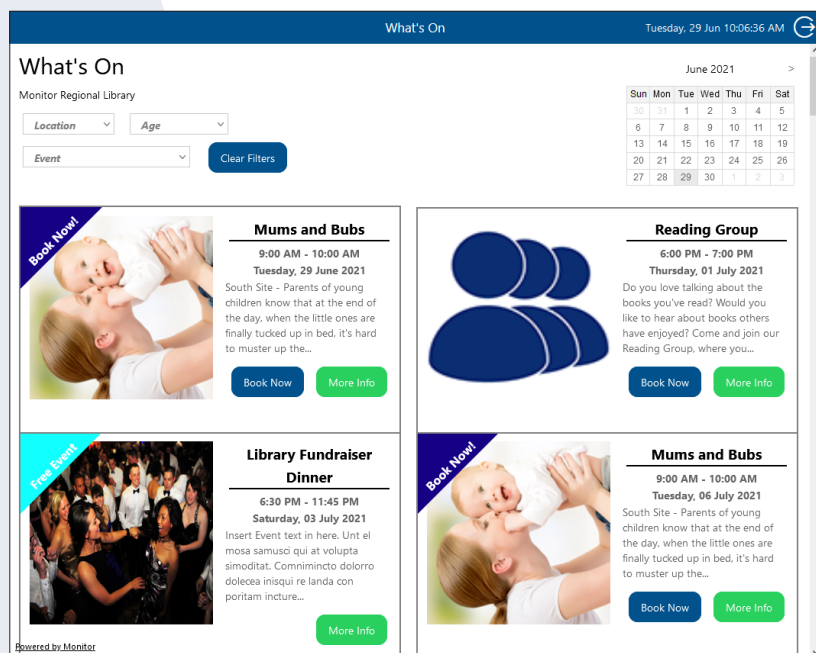 What's On
Tuesday, 29 Jun 10:06:36 AM
What's On
Monitor Regional Library
Location
Age
Event
Clear Filters
June 2021 >
Sun Mon Tue Wed Thu Fri Sat
30 31 1 2 3 4 5
6 7 8 9 10 11 12
13 14 15 16 17 18 19
20 21 22 23 24 25 26
27 28 29 30 1 2 3
Book Now!
Mums and Bubs
9:00 AM - 10:00 AM
Tuesday, 29 June 2021
South Site - Parents of young
children know that at the end of
the day, when the little ones are
finally tucked up in bed, it's hard
to muster up the...
Book Now
More Info
Reading Group
6:00 PM - 7:00 PM
Thursday, 01 July 2021
Do you love talking about the
books you've read? Would you
like to hear about books others
have enjoyed? Come and join our
Reading Group, where you...
Book Now
More Info
Free Event
Library Fundraiser
Dinner
6:30 PM - 11:45 PM
Saturday, 03 July 2021
Insert Event text in here. Unt el
mosa samusci qui at volupta
simoditat. Comnimincto dolorro
dolecea inisqui re landa con
poritam incture...
More Info
Book Now!
Mums and Bubs
9:00 AM - 10:00 AM
Tuesday, 06 July 2021
South Site - Parents of young
children know that at the end of
the day, when the little ones are
finally tucked up in bed, it's hard
to muster up the...
Book Now
More Info
Powered by Monitor